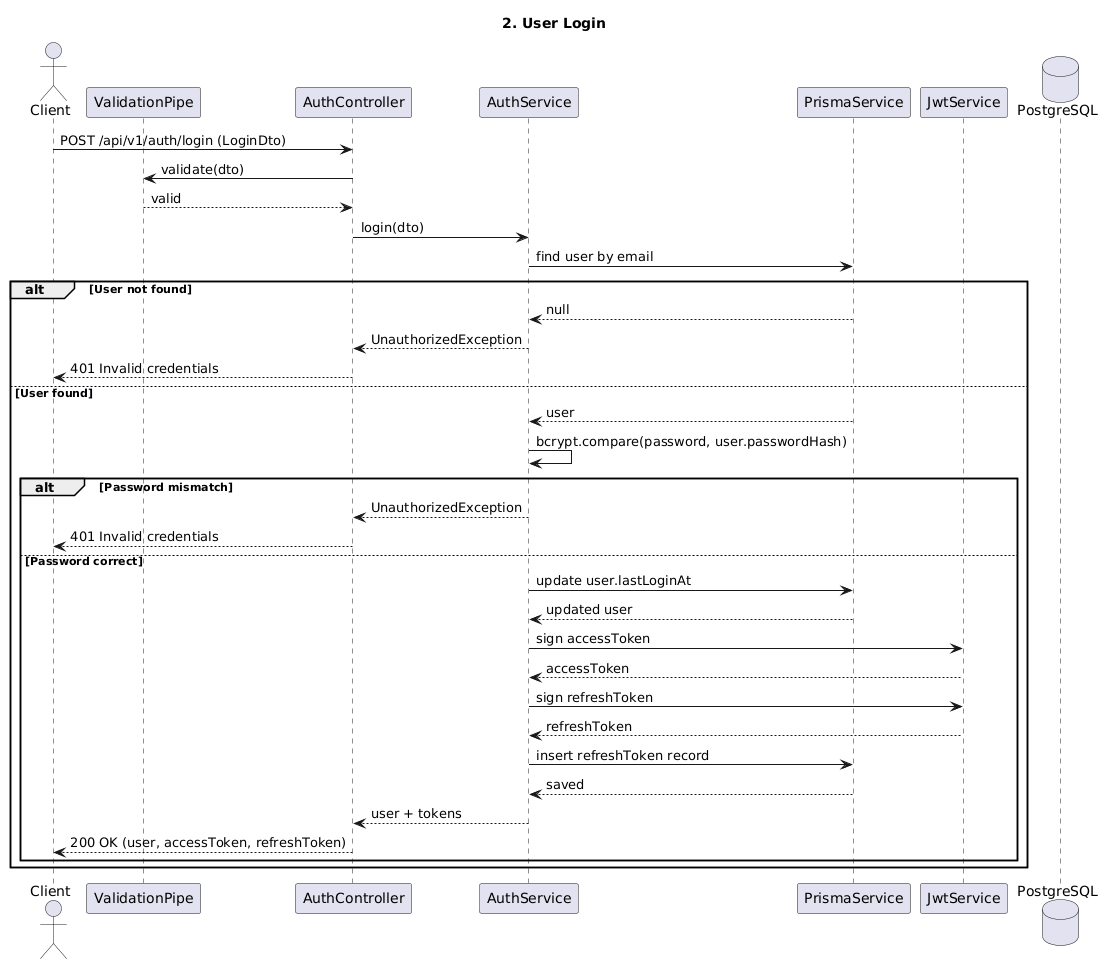 2. User Login
Client
ValidationPipe
AuthController
AuthService
PrismaService
JwtService
PostgreSQL
POST /api/v1/auth/login (LoginDto)
validate(dto)
valid
login(dto)
find user by email
alt
[User not found]
null
UnauthorizedException
401 Invalid credentials
[User found]
user
bcrypt.compare(password, user.passwordHash)
alt
[Password mismatch]
UnauthorizedException
401 Invalid credentials
[Password correct]
update user.lastLoginAt
updated user
sign accessToken
accessToken
sign refreshToken
refreshToken
insert refreshToken record
saved
user + tokens
200 OK (user, accessToken, refreshToken)
Client
ValidationPipe
AuthController
AuthService
PrismaService
JwtService
PostgreSQL